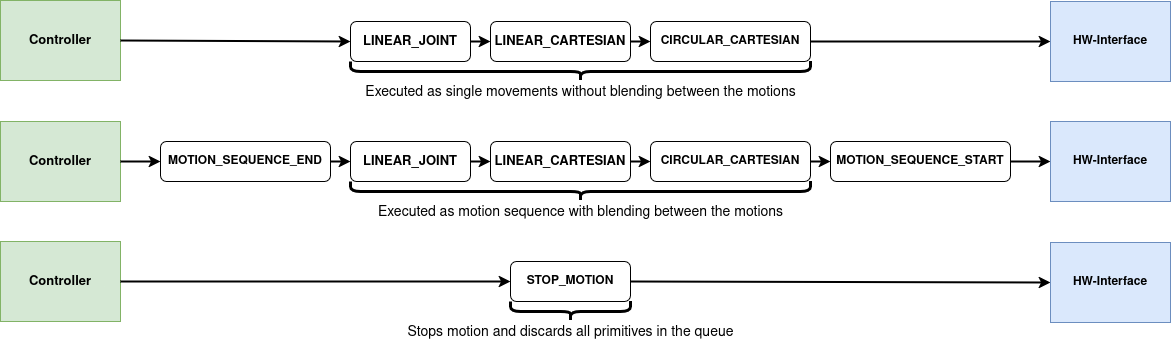 Controller
LINEAR_JOINT
LINEAR_CARTESIAN
CIRCULAR_CARTESIAN
HW-Interface
Executed as single movements without blending between the motions
Controller
MOTION_SEQUENCE_END
LINEAR_JOINT
LINEAR_CARTESIAN
CIRCULAR_CARTESIAN
MOTION_SEQUENCE_START
HW-Interface
Executed as motion sequence with blending between the motions
Controller
STOP_MOTION
HW-Interface
Stops motion and discards all primitives in the queue